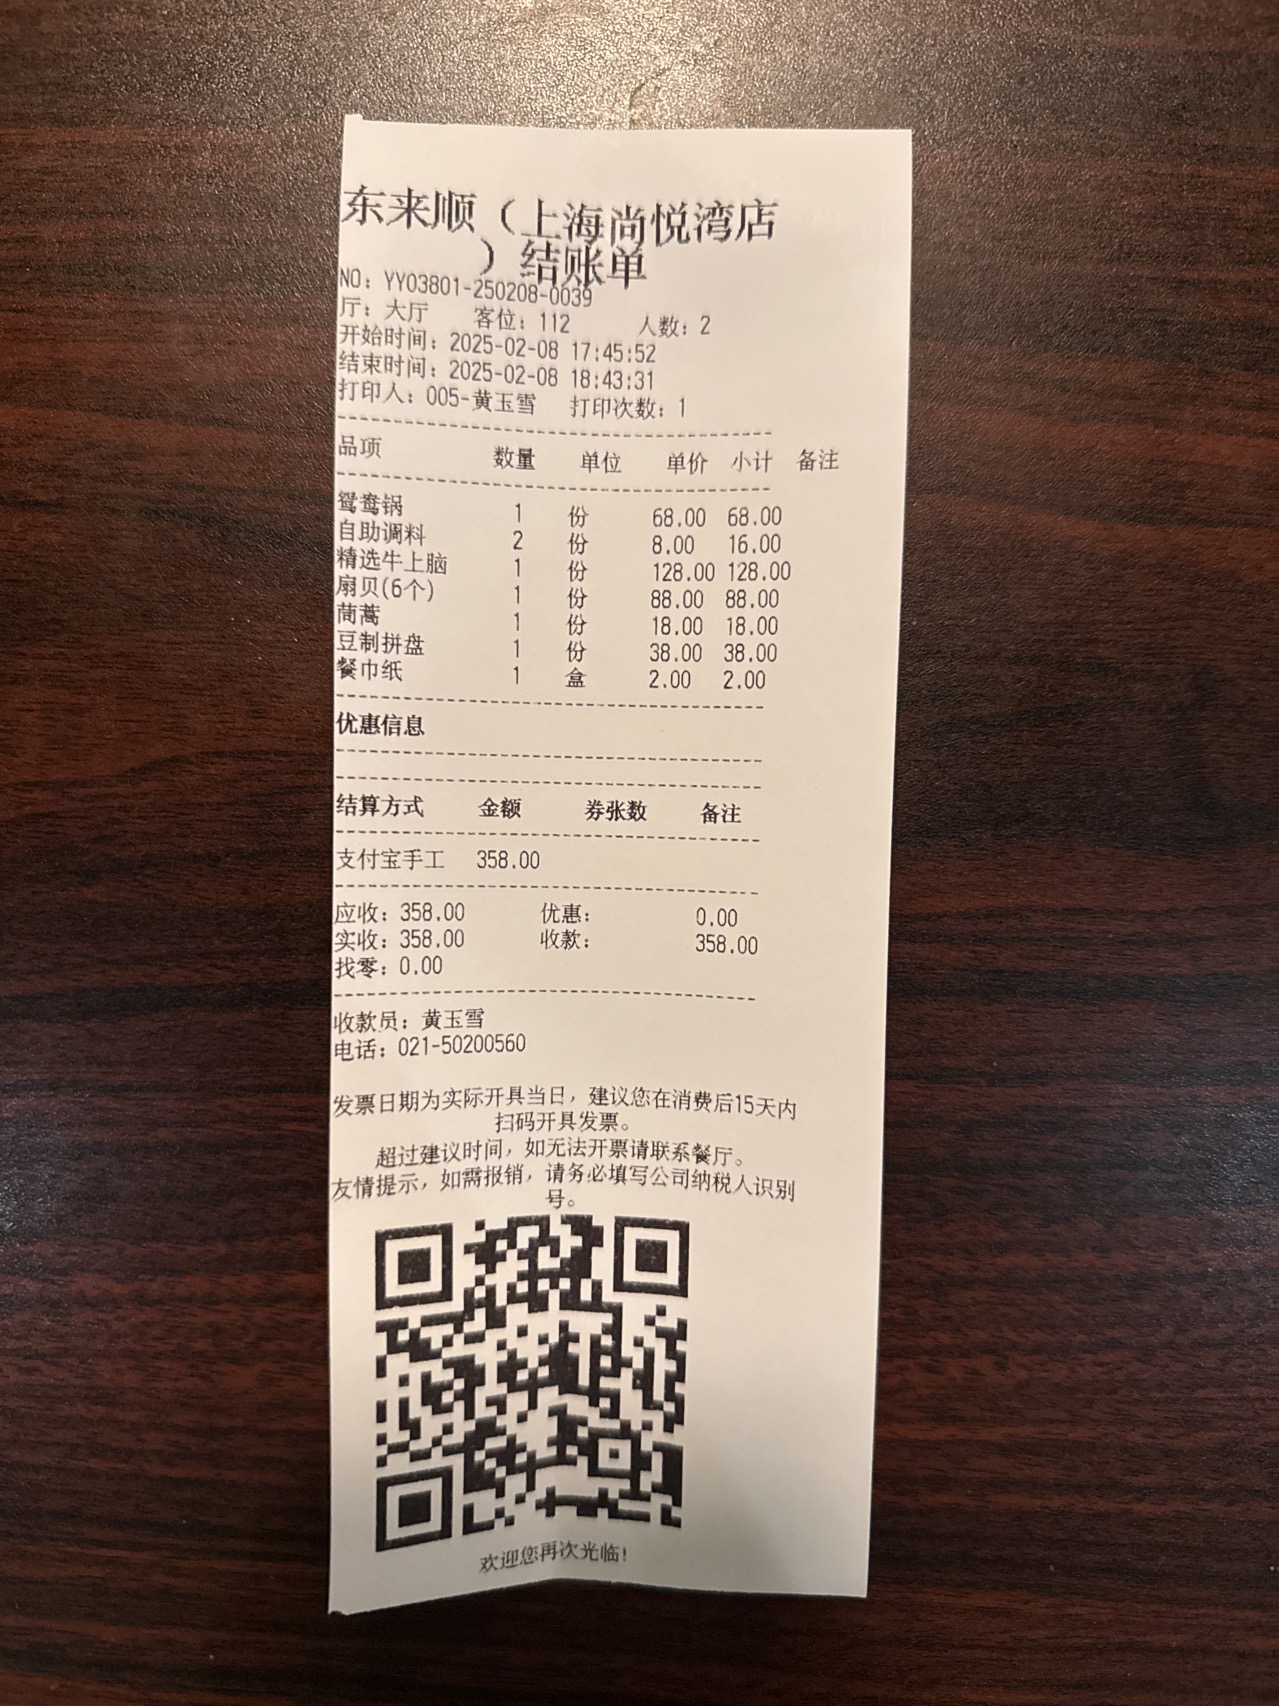 东来顺（上海尚悦湾店
）结账单
NO: YY03801-250208-0039
厅: 大厅 客位: 112 人数: 2
开始时间: 2025-02-08 17:45:52
结束时间: 2025-02-08 18:43:31
打印人: 005-黄玉雪 打印次数: 1
品项 数量 单位 单价 小计 备注
鸳鸯锅 1 份 68.00 68.00
自助调料 2 份 8.00 16.00
精选牛上脑 1 份 128.00 128.00
扇贝(6个) 1 份 88.00 88.00
茼蒿 1 份 18.00 18.00
豆制拼盘 1 份 38.00 38.00
餐巾纸 1 盒 2.00 2.00
优惠信息
结算方式 金额 券张数 备注
支付宝手工 358.00
应收: 358.00 优惠: 0.00
实收: 358.00 收款: 358.00
找零: 0.00
收款员: 黄玉雪
电话: 021-50200560
发票日期为实际开具当日，建议您在消费后15天内
扫码开具发票。
超过建议时间，如无法开票请联系餐厅。
友情提示，如需报销，请务必填写公司纳税人识别
号。
欢迎您再次光临!